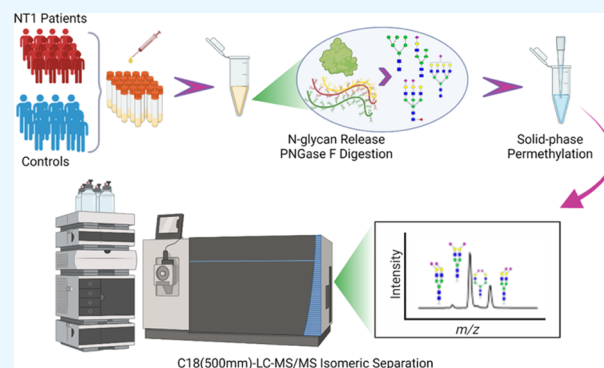 NT1 Patients
Controls
N-glycan Release
PNGase F Digestion
Solid-phase
Permethylation
Intensity
m/z
C18(500mm)-LC-MS/MS Isomeric Separation